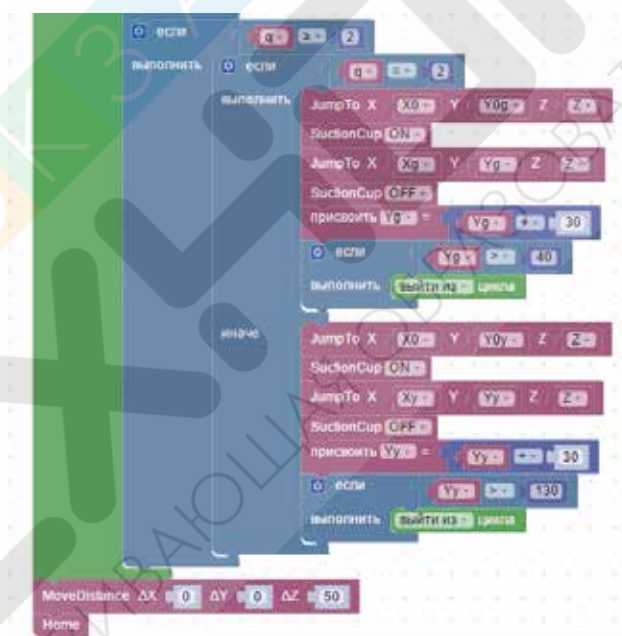 если q ≥ 2
выполнить если q = 2
выполнить JumpTo X X0 Y Y0g Z Z
SuctionCup ON
JumpTo X Xg Y Yg Z Z
SuctionCup OFF
присвоить Yg = Yg + 30
если Yg > 40
выполнить выйти из цикла
иначе JumpTo X X0 Y Y0y Z Z
SuctionCup ON
JumpTo X Xy Y Yy Z Z
SuctionCup OFF
присвоить Yy = Yy + 30
если Yy > 130
выполнить выйти из цикла
MoveDistance ΔX 0 ΔY 0 ΔZ 50
Home